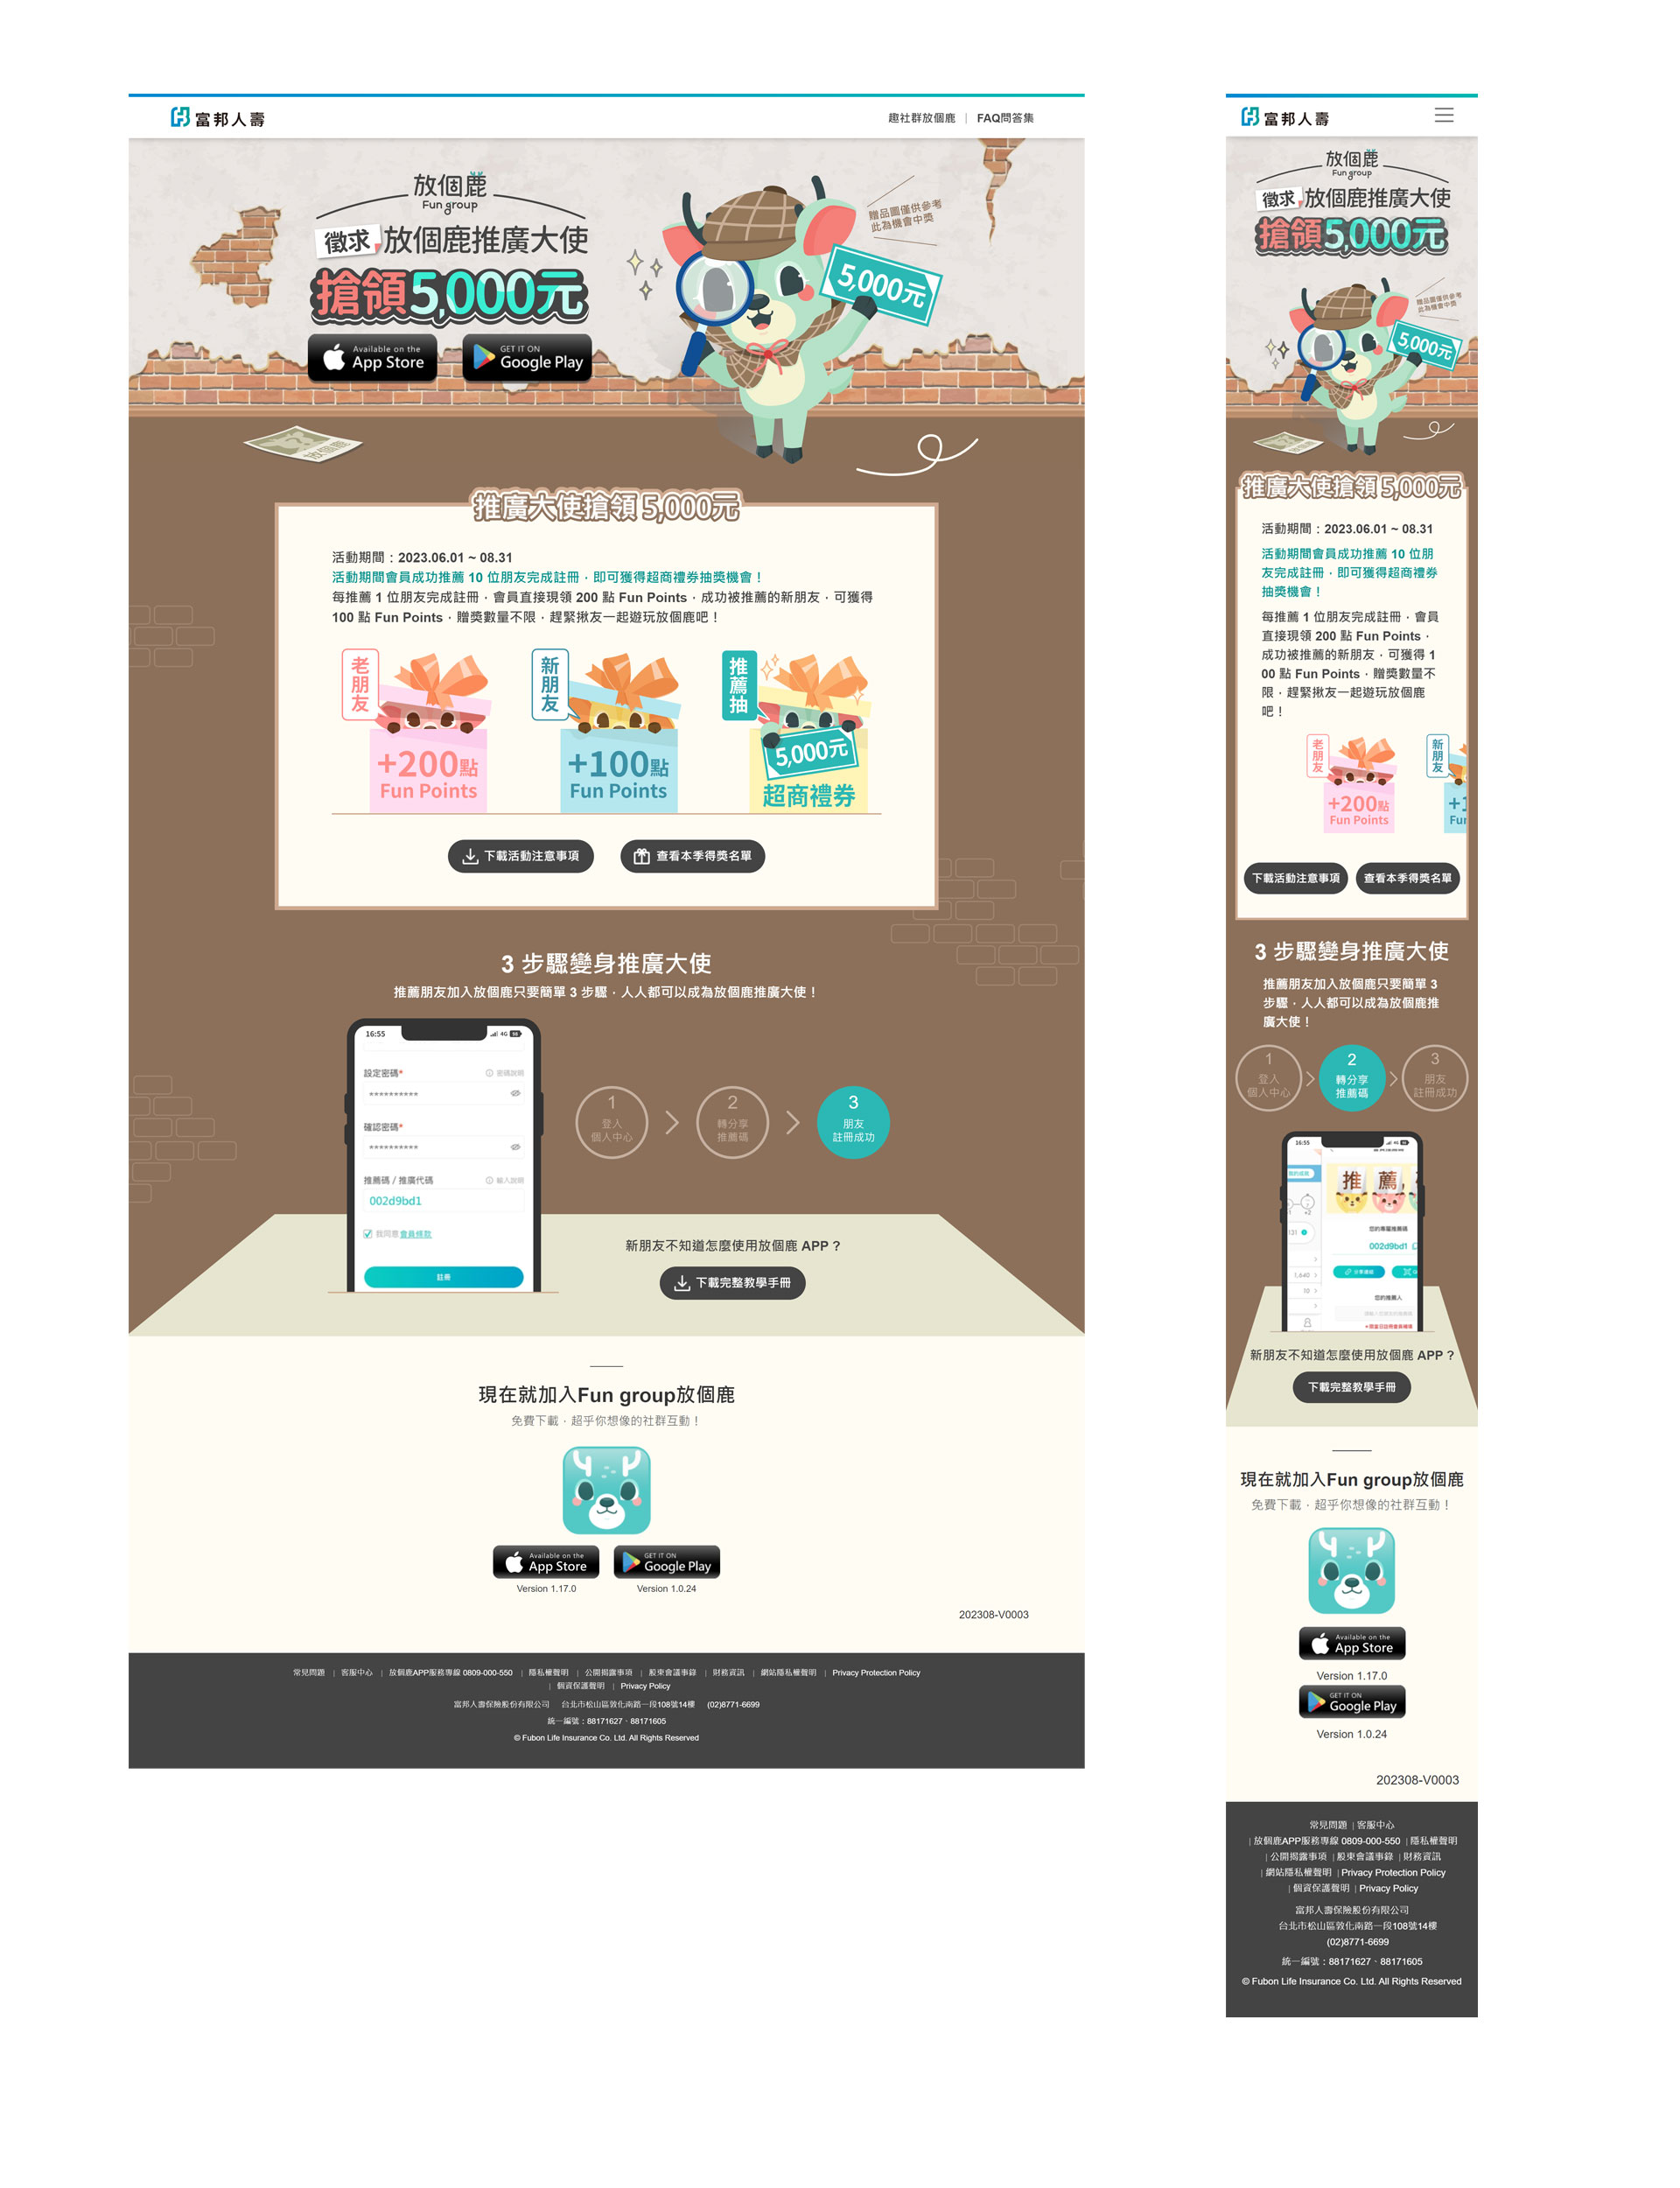 富邦人壽
趣社群放個鹿 | FAQ問答集
放個鹿
Fun group
徵求 放個鹿推廣大使
搶領5,000元
Available on the
App Store
GET IT ON
Google Play
贈品圖僅供參考
此為機會中獎
5,000元
放個鹿
推廣大使搶領 5,000元
活動期間：2023.06.01 ~ 08.31
活動期間會員成功推薦 10 位朋友完成註冊，即可獲得超商禮券抽獎機會！
每推薦 1 位朋友完成註冊，會員直接現領 200 點 Fun Points，成功被推薦的新朋友，可獲得
100 點 Fun Points，贈獎數量不限，趕緊揪友一起遊玩放個鹿吧！
老朋友
+200點
Fun Points
新朋友
+100點
Fun Points
推薦抽
5,000元
超商禮券
下載活動注意事項
查看本季得獎名單
3 步驟變身推廣大使
推薦朋友加入放個鹿只要簡單 3 步驟，人人都可以成為放個鹿推廣大使！
16:55
4G
設定密碼*
密碼說明
**********
確認密碼*
**********
推薦碼 / 推廣代碼
輸入說明
002d9bd1
我同意會員條款
註冊
1
登入
個人中心
2
轉分享
推薦碼
3
朋友
註冊成功
新朋友不知道怎麼使用放個鹿 APP？
下載完整教學手冊
現在就加入Fun group放個鹿
免費下載，超乎你想像的社群互動！
Available on the
App Store
GET IT ON
Google Play
Version 1.17.0
Version 1.0.24
202308-V0003
常見問題 | 客服中心 | 放個鹿APP服務專線 0809-000-550 | 隱私權聲明 | 公開揭露事項 | 股東會議事錄 | 財務資訊 | 網站隱私權聲明 | Privacy Protection Policy
| 個資保護聲明 | Privacy Policy
富邦人壽保險股份有限公司 台北市松山區敦化南路一段108號14樓 (02)8771-6699
統一編號：88171627、88171605
© Fubon Life Insurance Co. Ltd. All Rights Reserved
富邦人壽
放個鹿
Fun group
徵求 放個鹿推廣大使
搶領5,000元
贈品圖僅供參考
此為機會中獎
5,000元
推廣大使搶領 5,000元
活動期間：2023.06.01 ~ 08.31
活動期間會員成功推薦 10 位朋
友完成註冊，即可獲得超商禮券
抽獎機會！
每推薦 1 位朋友完成註冊，會員
直接現領 200 點 Fun Points，
成功被推薦的新朋友，可獲得 1
00 點 Fun Points，贈獎數量不
限，趕緊揪友一起遊玩放個鹿
吧！
老朋友
+200點
Fun Points
新朋友
+1
Fun
下載活動注意事項
查看本季得獎名單
3 步驟變身推廣大使
推薦朋友加入放個鹿只要簡單 3
步驟，人人都可以成為放個鹿推
廣大使！
1
登入
個人中心
2
轉分享
推薦碼
3
朋友
註冊成功
16:55
4G
推 薦
您的專屬推薦碼
002d9bd1
131
1,640
10
您的推薦人
新朋友不知道怎麼使用放個鹿 APP？
下載完整教學手冊
現在就加入Fun group放個鹿
免費下載，超乎你想像的社群互動！
Available on the
App Store
Version 1.17.0
GET IT ON
Google Play
Version 1.0.24
202308-V0003
常見問題 | 客服中心
| 放個鹿APP服務專線 0809-000-550 | 隱私權聲明
| 公開揭露事項 | 股東會議事錄 | 財務資訊
| 網站隱私權聲明 | Privacy Protection Policy
| 個資保護聲明 | Privacy Policy
富邦人壽保險股份有限公司
台北市松山區敦化南路一段108號14樓
(02)8771-6699
統一編號：88171627、88171605
© Fubon Life Insurance Co. Ltd. All Rights Reserved